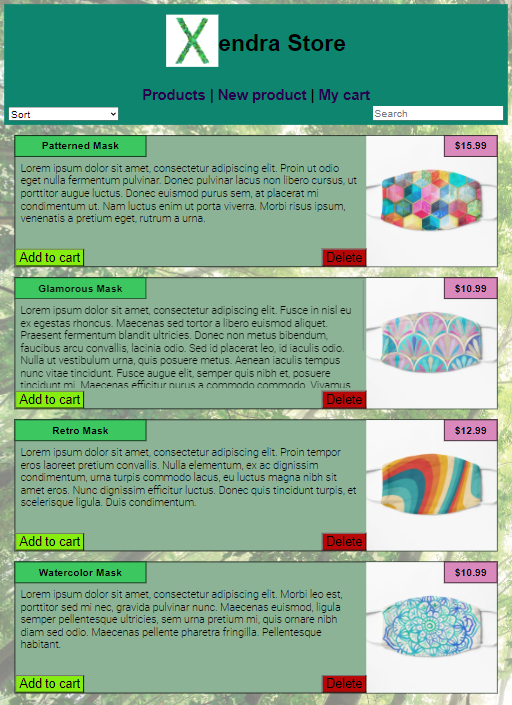 Xendra Store
Products | New product | My cart
Sort
Search
Patterned Mask
$15.99
Lorem ipsum dolor sit amet, consectetur adipiscing elit. Proin ut odio
eget nulla fermentum pulvinar. Donec pulvinar lacus non libero cursus, ut
porttitor augue luctus. Donec euismod purus sem, at placerat mi
condimentum ut. Nam luctus enim ut porta viverra. Morbi risus ipsum,
venenatis a pretium eget, rutrum a urna.
Add to cart
Delete
Glamorous Mask
$10.99
Lorem ipsum dolor sit amet, consectetur adipiscing elit. Fusce in nisl eu
ex egestas rhoncus. Maecenas sed tortor a libero euismod aliquet.
Praesent fermentum blandit ultricies. Donec non metus bibendum,
faucibus arcu convallis, lacinia odio. Sed id placerat leo, id iaculis odio.
Nulla ut vestibulum urna, quis posuere metus. Aenean iaculis tempus
nunc vitae tincidunt. Fusce augue elit, semper quis nibh et, posuere
tincidunt mi. Maecenas efficitur purus a commodo commodo. Vivamus
Add to cart
Delete
Retro Mask
$12.99
Lorem ipsum dolor sit amet, consectetur adipiscing elit. Proin tempor
eros laoreet pretium convallis. Nulla elementum, ex ac dignissim
condimentum, urna turpis commodo lacus, eu luctus magna nibh sit
amet eros. Nunc dignissim efficitur luctus. Donec quis tincidunt turpis, et
scelerisque ligula. Duis condimentum.
Add to cart
Delete
Watercolor Mask
$10.99
Lorem ipsum dolor sit amet, consectetur adipiscing elit. Morbi leo est,
porttitor sed mi nec, gravida pulvinar nunc. Maecenas euismod, ligula
semper pellentesque ultricies, sem urna pretium mi, quis ornare nibh
diam sed odio. Maecenas pellente pharetra fringilla. Pellentesque
habitant.
Add to cart
Delete